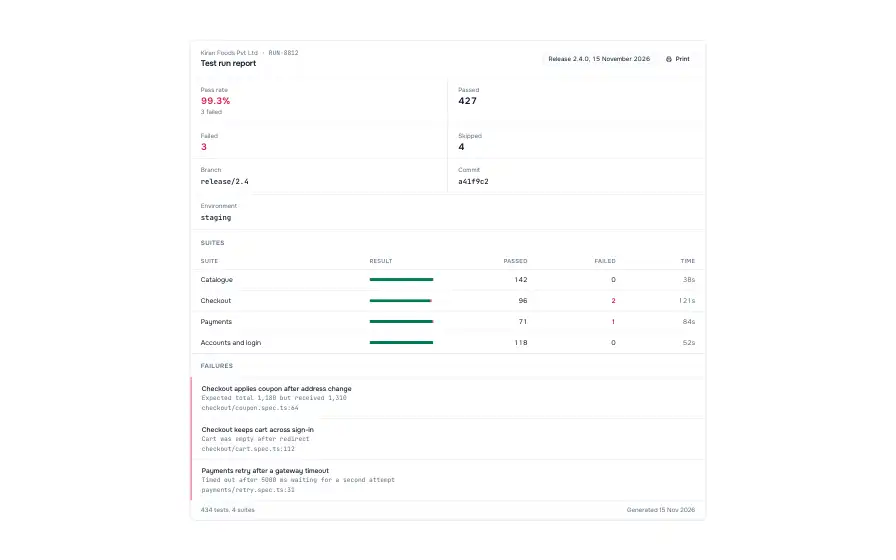 Kiran Foods Pvt Ltd · RUN-8812
Test run report
Release 2.4.0, 15 November 2026
Print
Pass rate
99.3%
3 failed
Passed
427
Failed
3
Skipped
4
Branch
release/2.4
Commit
a41f9c2
Environment
staging
SUITES
SUITE RESULT PASSED FAILED TIME
Catalogue 142 0 38s
Checkout 96 2 121s
Payments 71 1 84s
Accounts and login 118 0 52s
FAILURES
Checkout applies coupon after address change
Expected total 1,180 but received 1,310
checkout/coupon.spec.ts:64
Checkout keeps cart across sign-in
Cart was empty after redirect
checkout/cart.spec.ts:112
Payments retry after a gateway timeout
Timed out after 5000 ms waiting for a second attempt
payments/retry.spec.ts:31
434 tests. 4 suites
Generated 15 Nov 2026